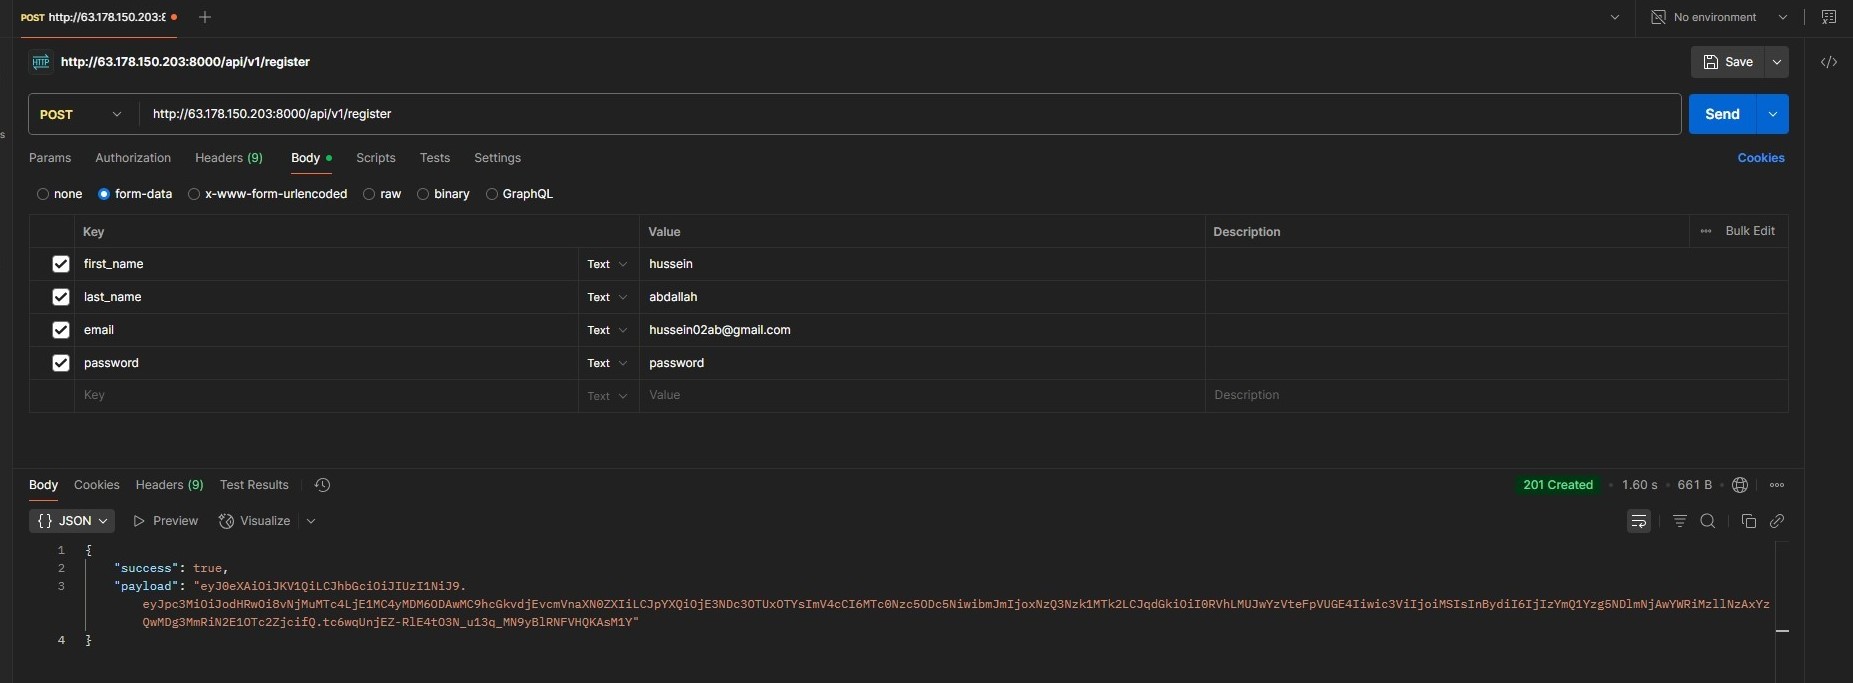 POST http://63.178.150.203:8
No environment
HTTP http://63.178.150.203:8000/api/v1/register
Save
POST http://63.178.150.203:8000/api/v1/register
Send
s
Params Authorization Headers (9) Body Scripts Tests Settings
Cookies
none form-data x-www-form-urlencoded raw binary GraphQL
Key Value Description Bulk Edit
first_name Text hussein
last_name Text abdallah
email Text hussein02ab@gmail.com
password Text password
Key Text Value Description
Body Cookies Headers (9) Test Results
201 Created 1.60 s 661 B
{} JSON Preview Visualize
1 {
2 "success": true,
3 "payload": "eyJ0eXAiOiJKV1QiLCJhbGciOiJIUzI1NiJ9.
4 }